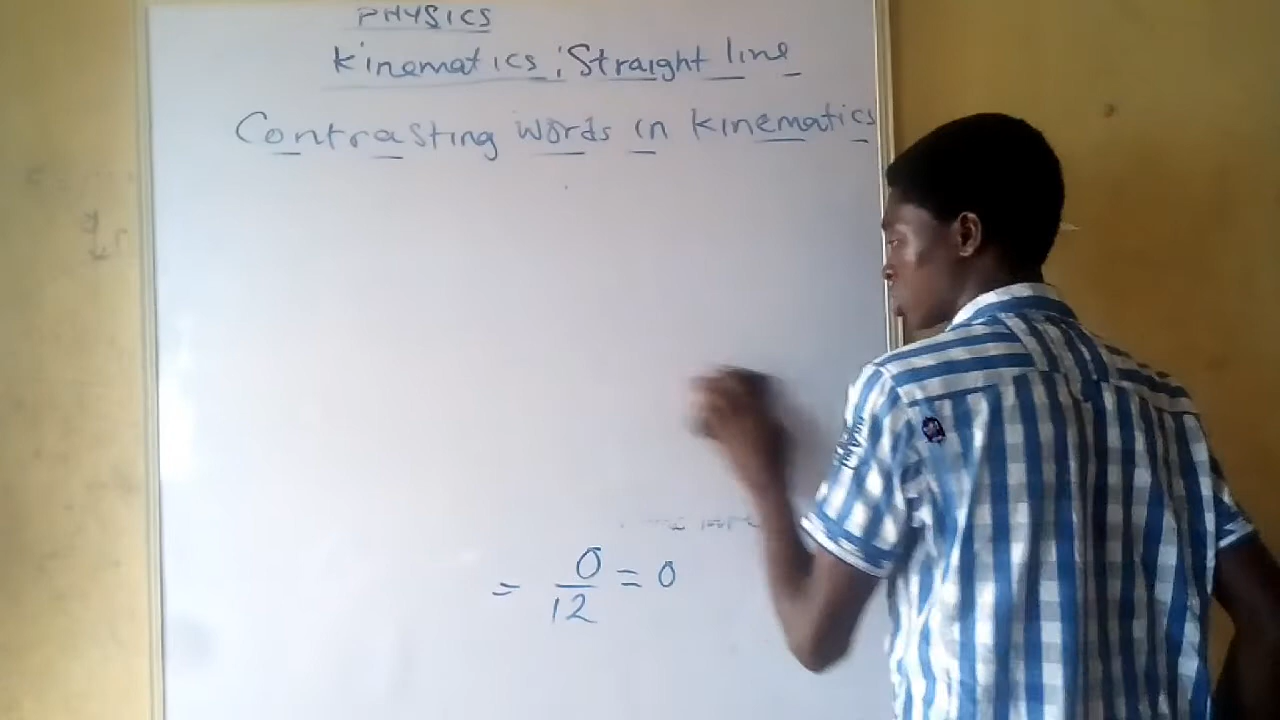 PHYSICS
Kinematics; Straight line
Contrasting words in kinematics
= 0/12 = 0